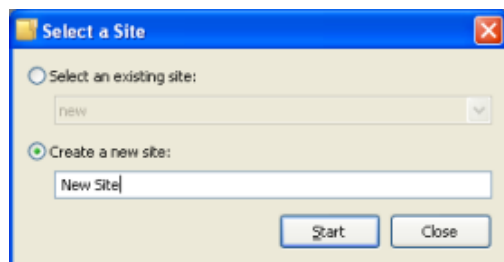 Select a Site
Select an existing site:
new
Create a new site:
New Site
Start Close